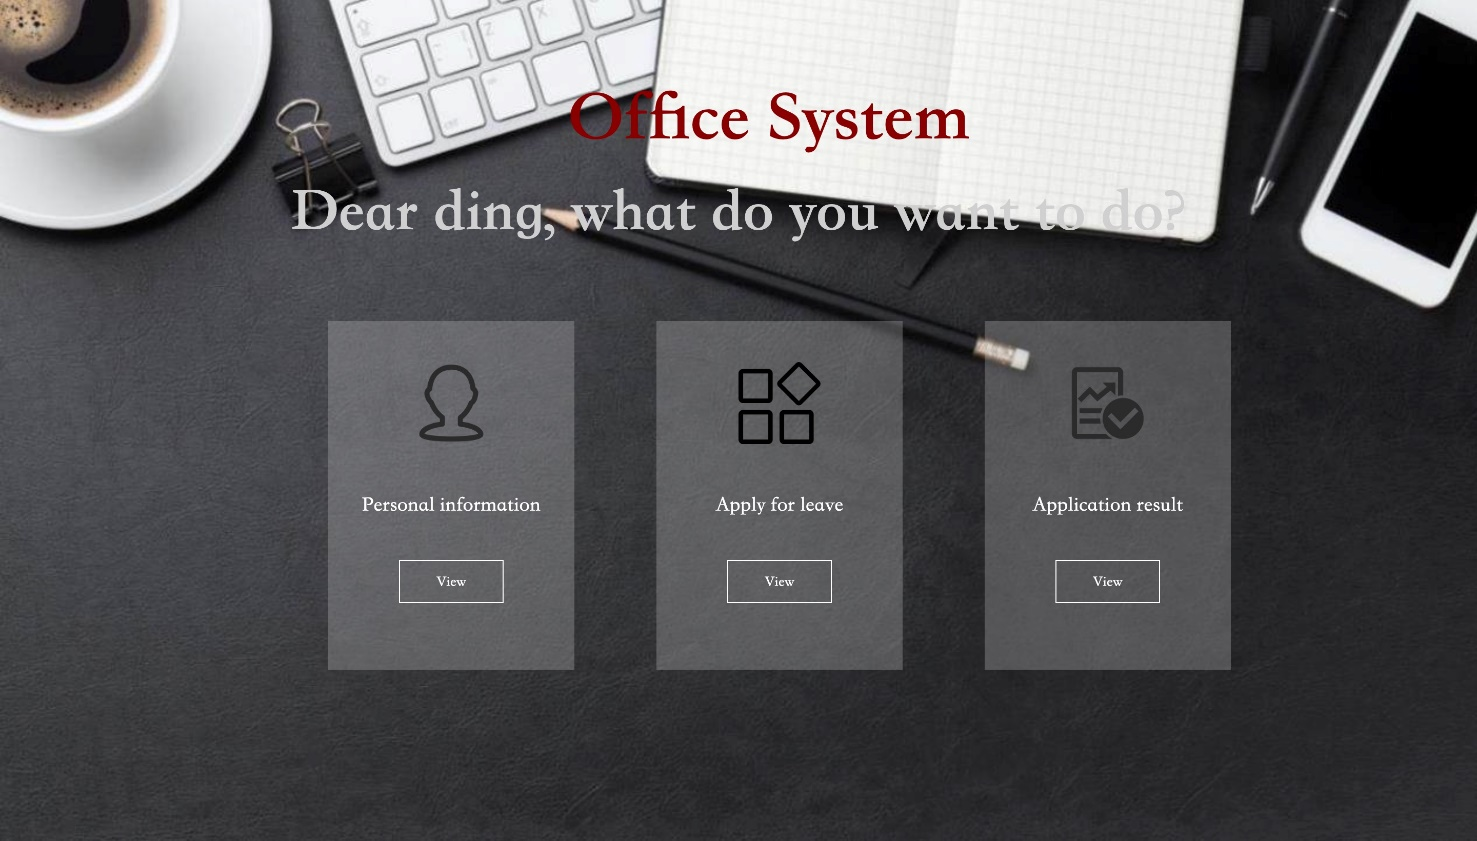 Office System
Dear ding, what do you want to do?
Personal information
Apply for leave
Application result
View
View
View